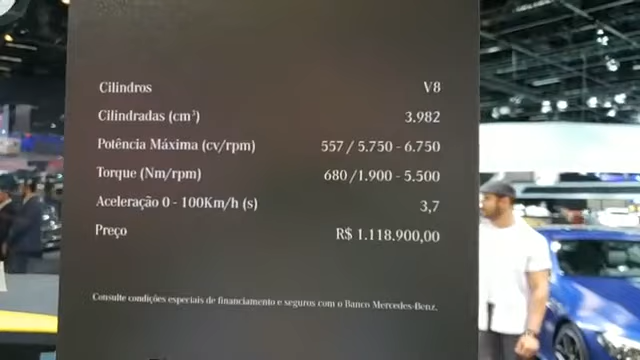 Cilindros V8
Cilindradas (cm³) 3.982
Potência Máxima (cv/rpm) 557 / 5.750 - 6.750
Torque (Nm/rpm) 680 /1.900 - 5.500
Aceleração 0 - 100Km/h (s) 3,7
Preço R$ 1.118.900,00
Consulte condições especiais de financiamento e seguros com o Banco Mercedes-Benz.